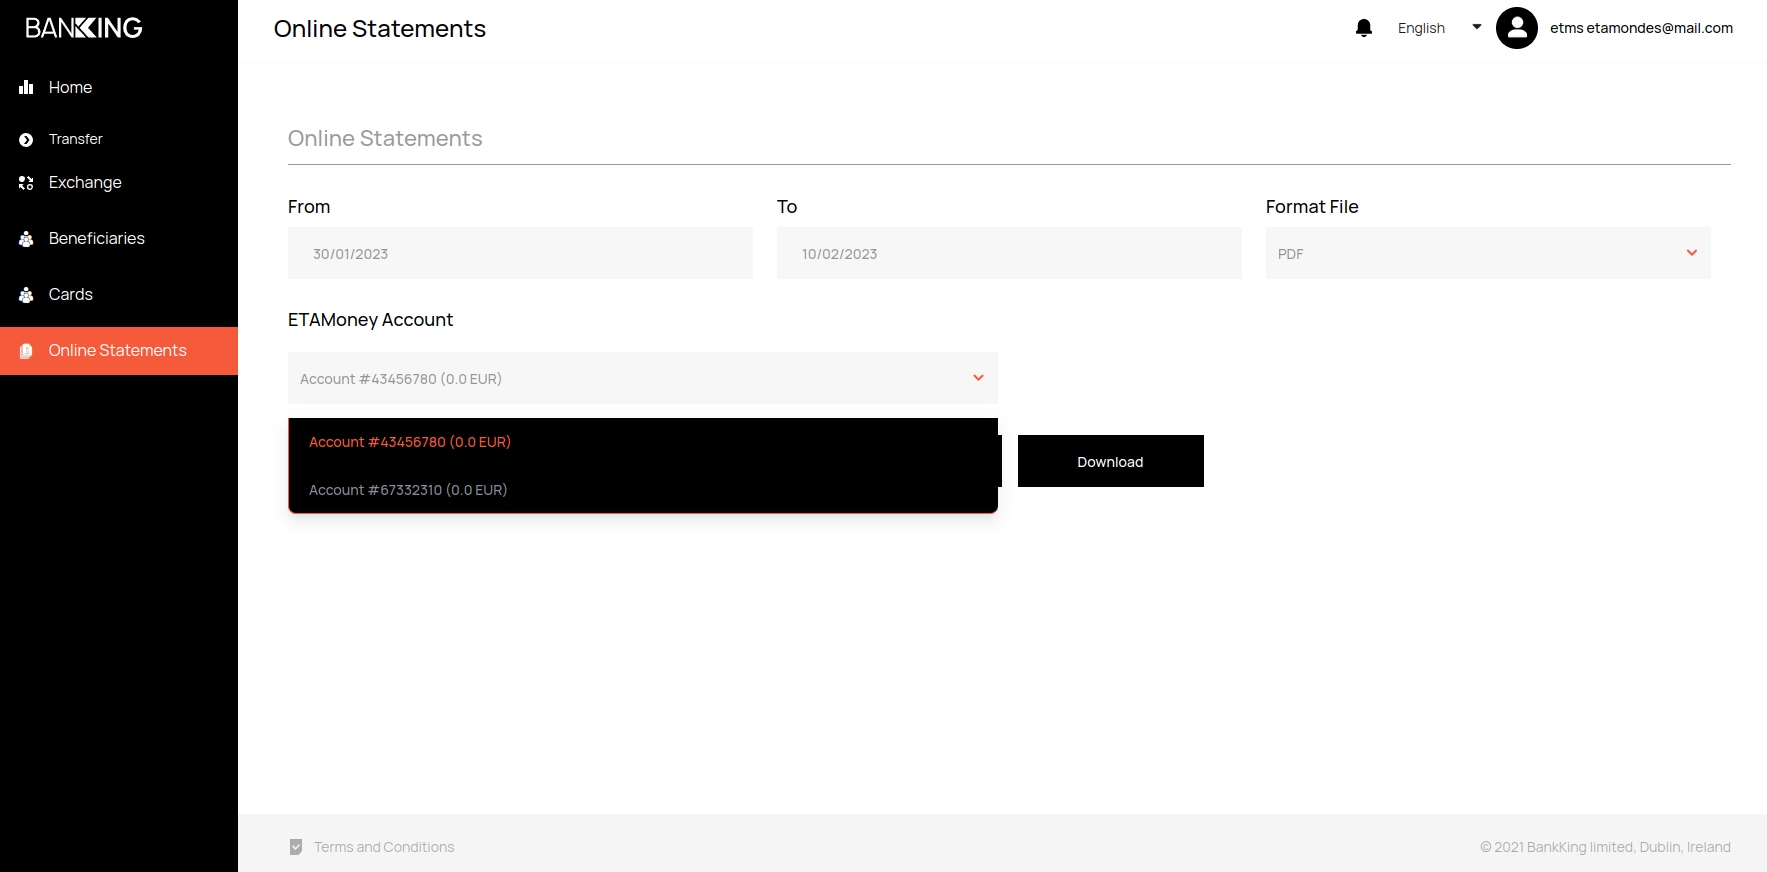 BANKKING
Online Statements
English
etms etamondes@mail.com
Home
Transfer
Exchange
Beneficiaries
Cards
Online Statements
Online Statements
From
To
Format File
30/01/2023
10/02/2023
PDF
ETAMoney Account
Account #43456780 (0.0 EUR)
Account #43456780 (0.0 EUR)
Account #67332310 (0.0 EUR)
Download
Terms and Conditions
© 2021 BankKing limited, Dublin, Ireland